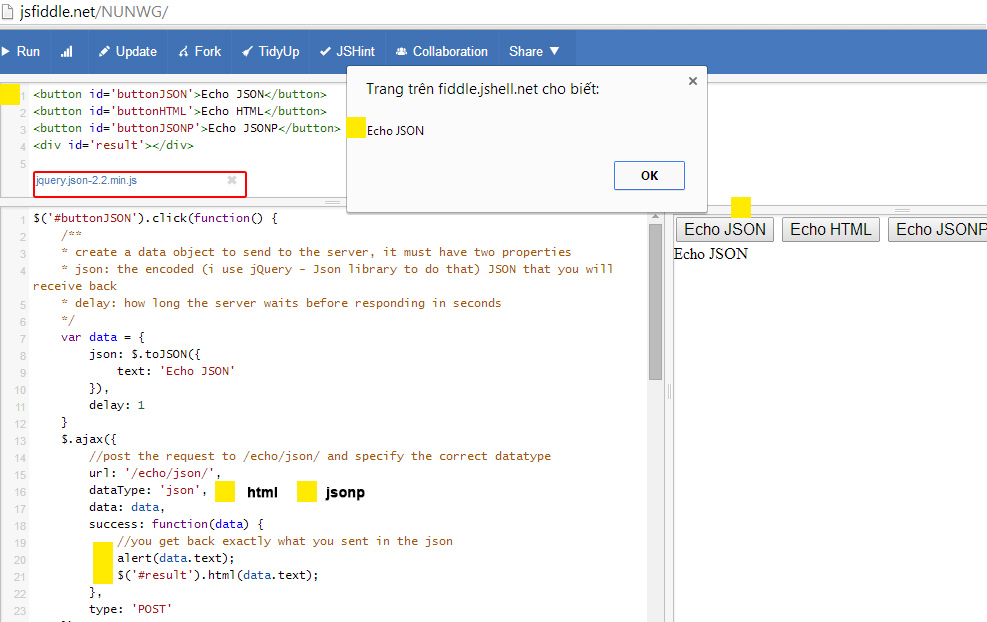 jsfiddle.net/NUNWG/
Run Update Fork TidyUp JSHint Collaboration Share ▼
Trang trên fiddle.jshell.net cho biết: ×
Echo JSON
OK
1 <button id='buttonJSON'>Echo JSON</button>
2 <button id='buttonHTML'>Echo HTML</button>
3 <button id='buttonJSONP'>Echo JSONP</button>
4 <div id='result'></div>
5
jquery.json-2.2.min.js
1 $('#buttonJSON').click(function() {
2 /**
3 * create a data object to send to the server, it must have two properties
4 * json: the encoded (i use jQuery - Json library to do that) JSON that you will
receive back
5 * delay: how long the server waits before responding in seconds
6 */
7 var data = {
8 json: $.toJSON({
9 text: 'Echo JSON'
10 }),
11 delay: 1
12 }
13 $.ajax({
14 //post the request to /echo/json/ and specify the correct datatype
15 url: '/echo/json/',
16 dataType: 'json', html jsonp
17 data: data,
18 success: function(data) {
19 //you get back exactly what you sent in the json
20 alert(data.text);
21 $('#result').html(data.text);
22 },
23 type: 'POST'
Echo JSON Echo HTML Echo JSONP
Echo JSON